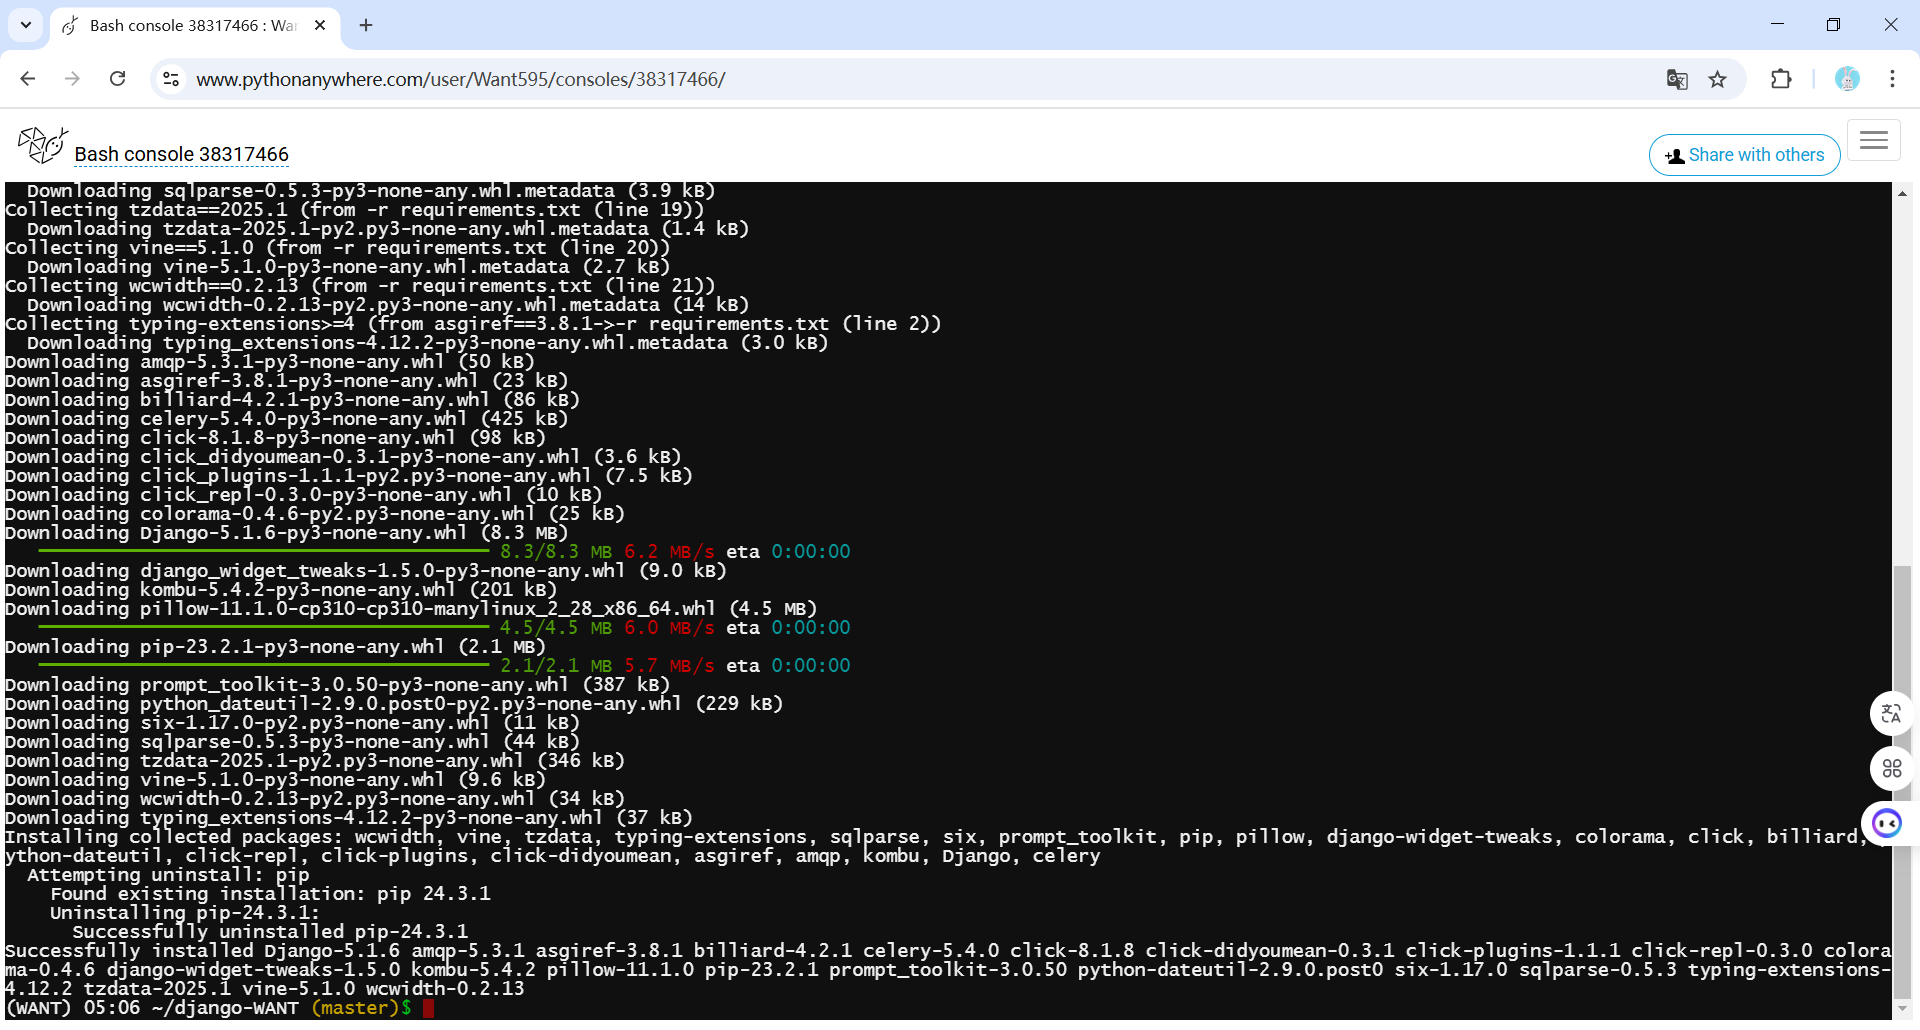 Bash console 38317466 : Wan
www.pythonanywhere.com/user/Want595/consoles/38317466/
Bash console 38317466
Share with others
Downloading sqlparse-0.5.3-py3-none-any.whl.metadata (3.9 kB)
Collecting tzdata==2025.1 (from -r requirements.txt (line 19))
Downloading tzdata-2025.1-py2.py3-none-any.whl.metadata (1.4 kB)
Collecting vine==5.1.0 (from -r requirements.txt (line 20))
Downloading vine-5.1.0-py3-none-any.whl.metadata (2.7 kB)
Collecting wcwidth==0.2.13 (from -r requirements.txt (line 21))
Downloading wcwidth-0.2.13-py2.py3-none-any.whl.metadata (14 kB)
Collecting typing-extensions>=4 (from asgiref==3.8.1->-r requirements.txt (line 2))
Downloading typing_extensions-4.12.2-py3-none-any.whl.metadata (3.0 kB)
Downloading amqp-5.3.1-py3-none-any.whl (50 kB)
Downloading asgiref-3.8.1-py3-none-any.whl (23 kB)
Downloading billiard-4.2.1-py3-none-any.whl (86 kB)
Downloading celery-5.4.0-py3-none-any.whl (425 kB)
Downloading click-8.1.8-py3-none-any.whl (98 kB)
Downloading click_didyoumean-0.3.1-py3-none-any.whl (3.6 kB)
Downloading click_plugins-1.1.1-py2.py3-none-any.whl (7.5 kB)
Downloading click_repl-0.3.0-py3-none-any.whl (10 kB)
Downloading colorama-0.4.6-py2.py3-none-any.whl (25 kB)
Downloading Django-5.1.6-py3-none-any.whl (8.3 MB)
8.3/8.3 MB 6.2 MB/s eta 0:00:00
Downloading django_widget_tweaks-1.5.0-py3-none-any.whl (9.0 kB)
Downloading kombu-5.4.2-py3-none-any.whl (201 kB)
Downloading pillow-11.1.0-cp310-cp310-manylinux_2_28_x86_64.whl (4.5 MB)
4.5/4.5 MB 6.0 MB/s eta 0:00:00
Downloading pip-23.2.1-py3-none-any.whl (2.1 MB)
2.1/2.1 MB 5.7 MB/s eta 0:00:00
Downloading prompt_toolkit-3.0.50-py3-none-any.whl (387 kB)
Downloading python_dateutil-2.9.0.post0-py2.py3-none-any.whl (229 kB)
Downloading six-1.17.0-py2.py3-none-any.whl (11 kB)
Downloading sqlparse-0.5.3-py3-none-any.whl (44 kB)
Downloading tzdata-2025.1-py2.py3-none-any.whl (346 kB)
Downloading vine-5.1.0-py3-none-any.whl (9.6 kB)
Downloading wcwidth-0.2.13-py2.py3-none-any.whl (34 kB)
Downloading typing_extensions-4.12.2-py3-none-any.whl (37 kB)
Installing collected packages: wcwidth, vine, tzdata, typing-extensions, sqlparse, six, prompt_toolkit, pip, pillow, django-widget-tweaks, colorama, click, billiard,
ython-dateutil, click-repl, click-plugins, click-didyoumean, asgiref, amqp, kombu, Django, celery
Attempting uninstall: pip
Found existing installation: pip 24.3.1
Uninstalling pip-24.3.1:
Successfully uninstalled pip-24.3.1
Successfully installed Django-5.1.6 amqp-5.3.1 asgiref-3.8.1 billiard-4.2.1 celery-5.4.0 click-8.1.8 click-didyoumean-0.3.1 click-plugins-1.1.1 click-repl-0.3.0 colora
ma-0.4.6 django-widget-tweaks-1.5.0 kombu-5.4.2 pillow-11.1.0 pip-23.2.1 prompt_toolkit-3.0.50 python-dateutil-2.9.0.post0 six-1.17.0 sqlparse-0.5.3 typing-extensions-
4.12.2 tzdata-2025.1 vine-5.1.0 wcwidth-0.2.13
(WANT) 05:06 ~/django-WANT (master)$